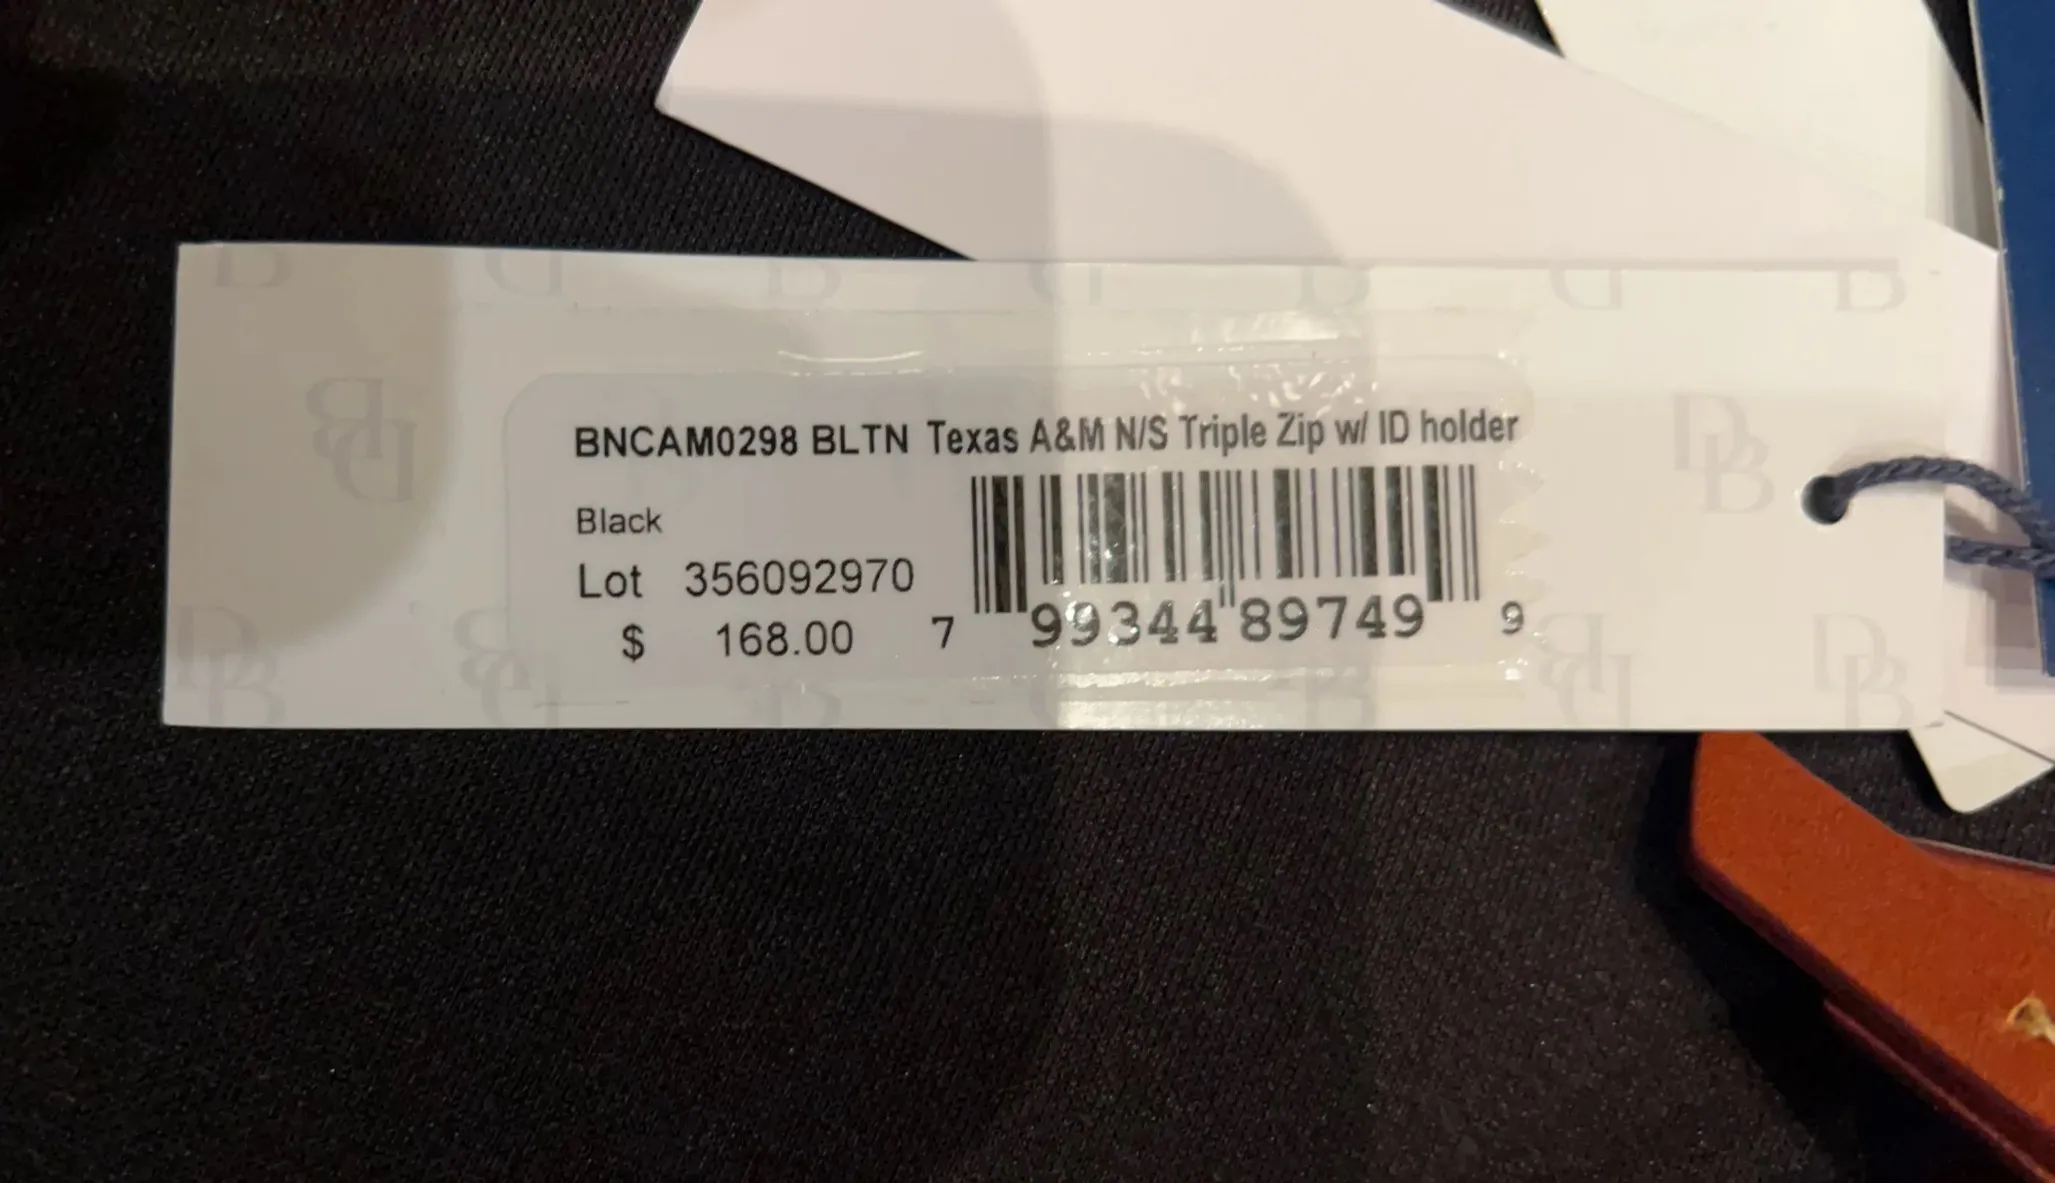 BNCAM0298 BLTN Texas A&M N/S Triple Zip w/ ID holder
Black
Lot 356092970
$ 168.00
7 99344 89749 9